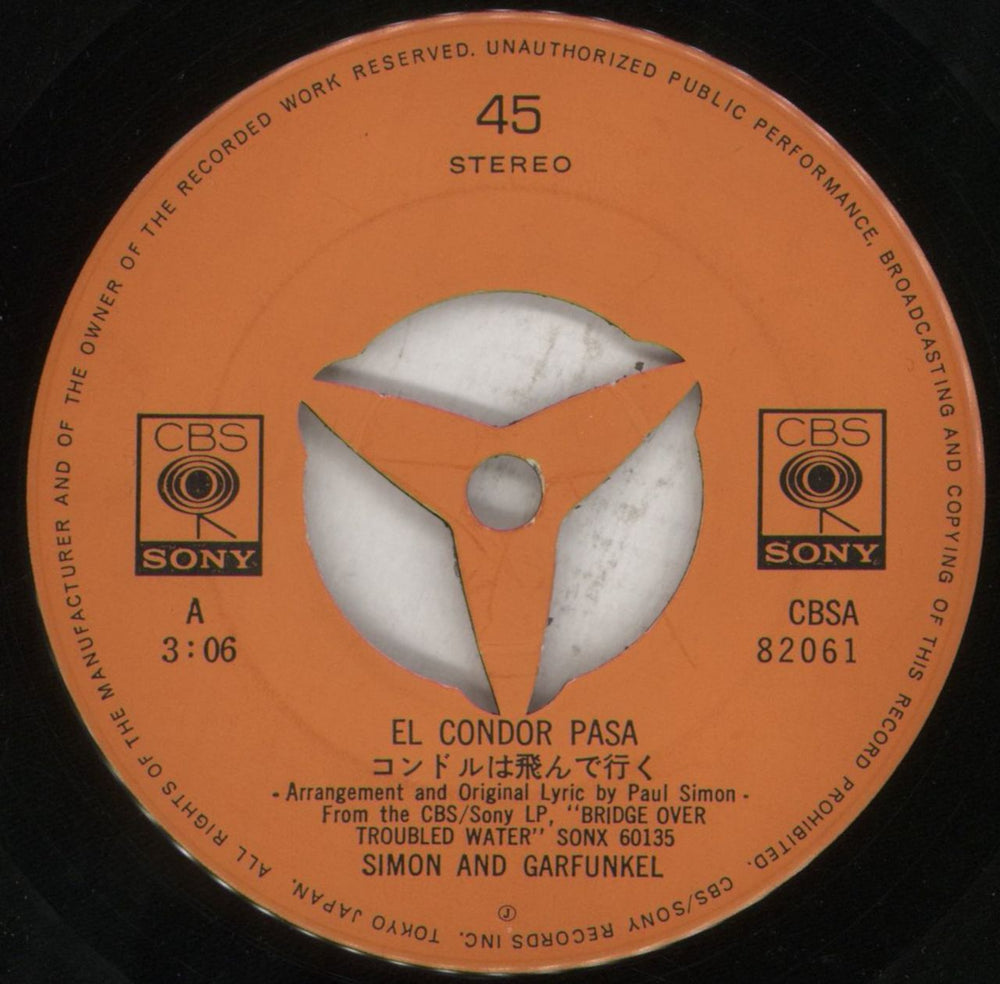 ALL RIGHTS OF THE MANUFACTURER AND OF THE OWNER OF THE RECORDED WORK RESERVED. UNAUTHORIZED PUBLIC PERFORMANCE, BROADCASTING AND COPYING OF THIS RECORD PROHIBITED. CBS/SONY RECORDS INC. TOKYO JAPAN.
45
STEREO
CBS
SONY
CBS
SONY
A
3:06
CBSA
82061
EL CONDOR PASA
コンドルは飛んで行く
-Arrangement and Original Lyric by Paul Simon-
From the CBS/Sony LP, "BRIDGE OVER
TROUBLED WATER" SONX 60135
SIMON AND GARFUNKEL
Ⓙ